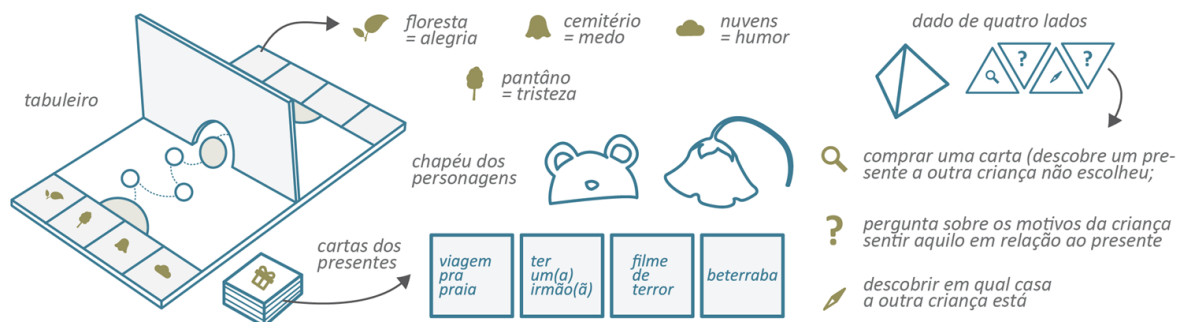 floresta
= alegria
cemitério
= medo
nuvens
= humor
pantâno
= tristeza
tabuleiro
chapéu dos
personagens
cartas dos
presentes
viagem
pra
praia
ter
um(a)
irmão(ã)
filme
de
terror
beterraba
dado de quatro lados
?
?
comprar uma carta (descobre um pre-
sente a outra criança não escolheu;
?
pergunta sobre os motivos da criança
sentir aquilo em relação ao presente
descobrir em qual casa
a outra criança está